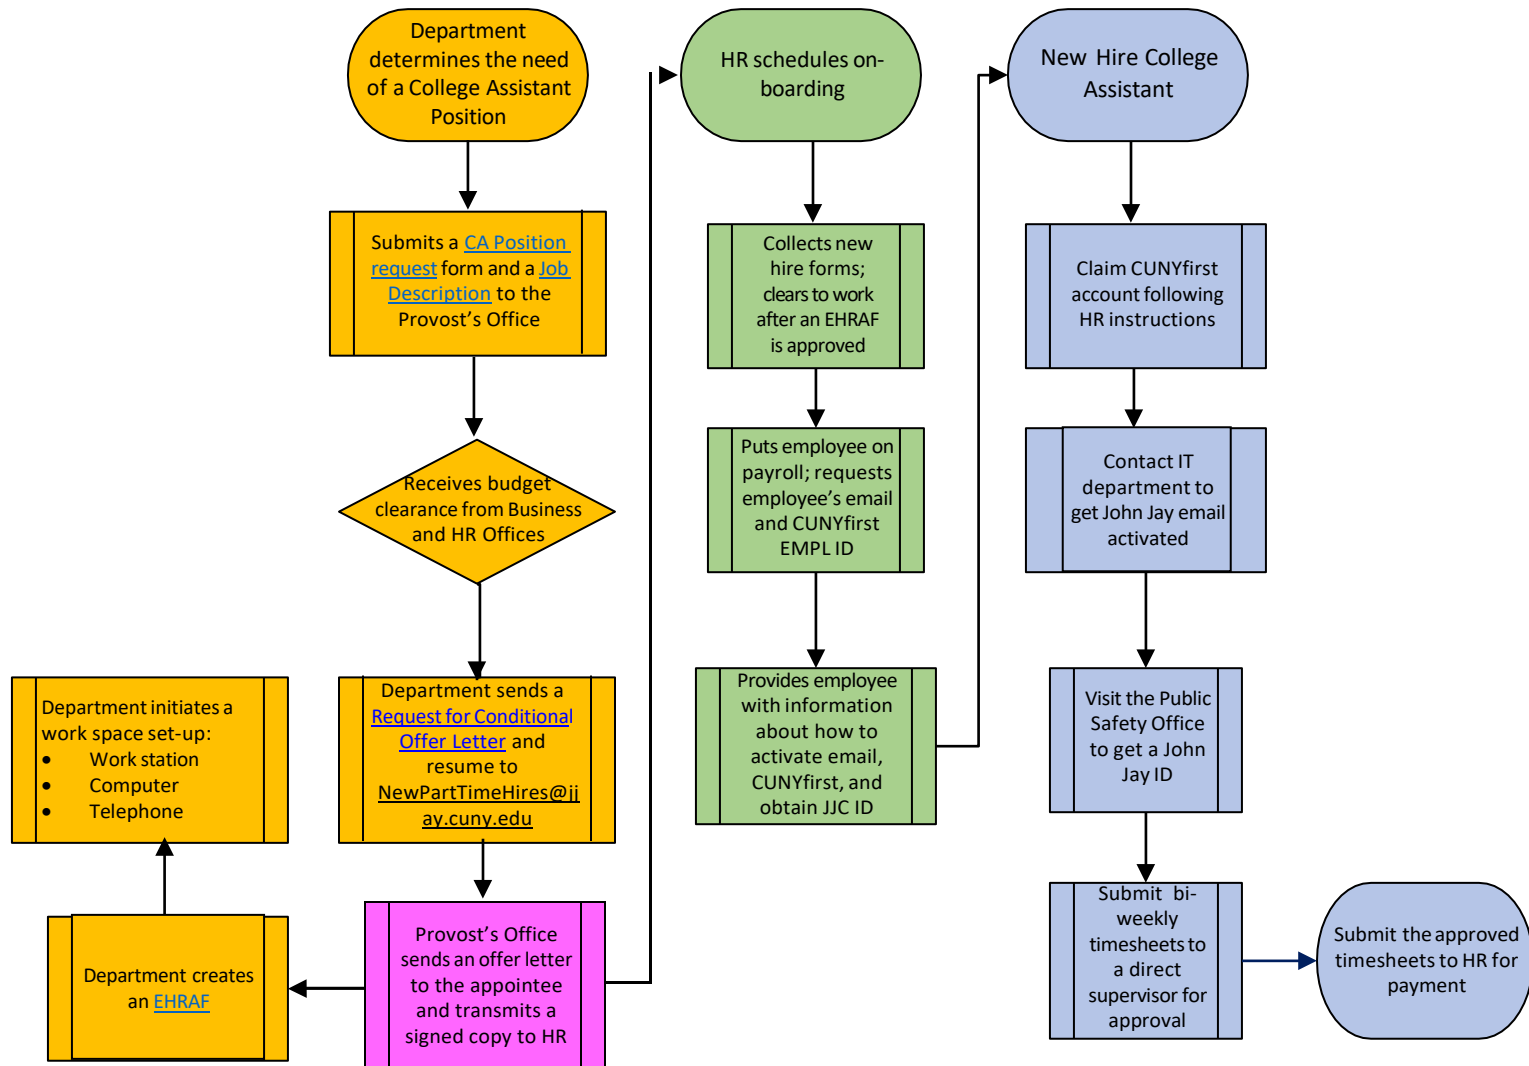 Department
determines the need
of a College Assistant
Position
Submits a CA Position
request form and a Job
Description to the
Provost’s Office
Receives budget
clearance from Business
and HR Offices
Department sends a
Request for Conditional
Offer Letter and
resume to
NewPartTimeHires@jj
ay.cuny.edu
Provost’s Office
sends an offer letter
to the appointee
and transmits a
signed copy to HR
Department creates
an EHRAF
Department initiates a
work space set-up:
• Work station
• Computer
• Telephone
HR schedules on-
boarding
Collects new
hire forms;
clears to work
after an EHRAF
is approved
Puts employee on
payroll; requests
employee’s email
and CUNYfirst
EMPL ID
Provides employee
with information
about how to
activate email,
CUNYfirst, and
obtain JJC ID
New Hire College
Assistant
Claim CUNYfirst
account following
HR instructions
Contact IT
department to
get John Jay email
activated
Visit the Public
Safety Office
to get a John
Jay ID
Submit bi-
weekly
timesheets to
a direct
supervisor for
approval
Submit the approved
timesheets to HR for
payment